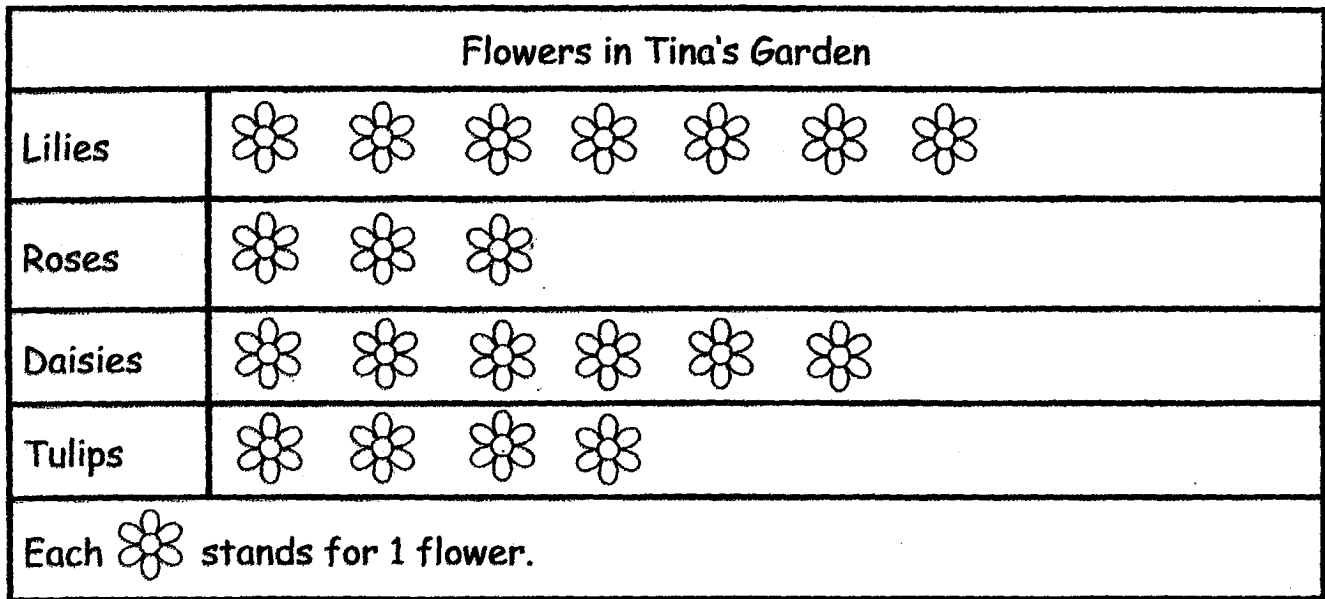 Flowers in Tina's Garden
Lilies
Roses
Daisies
Tulips
Each stands for 1 flower.